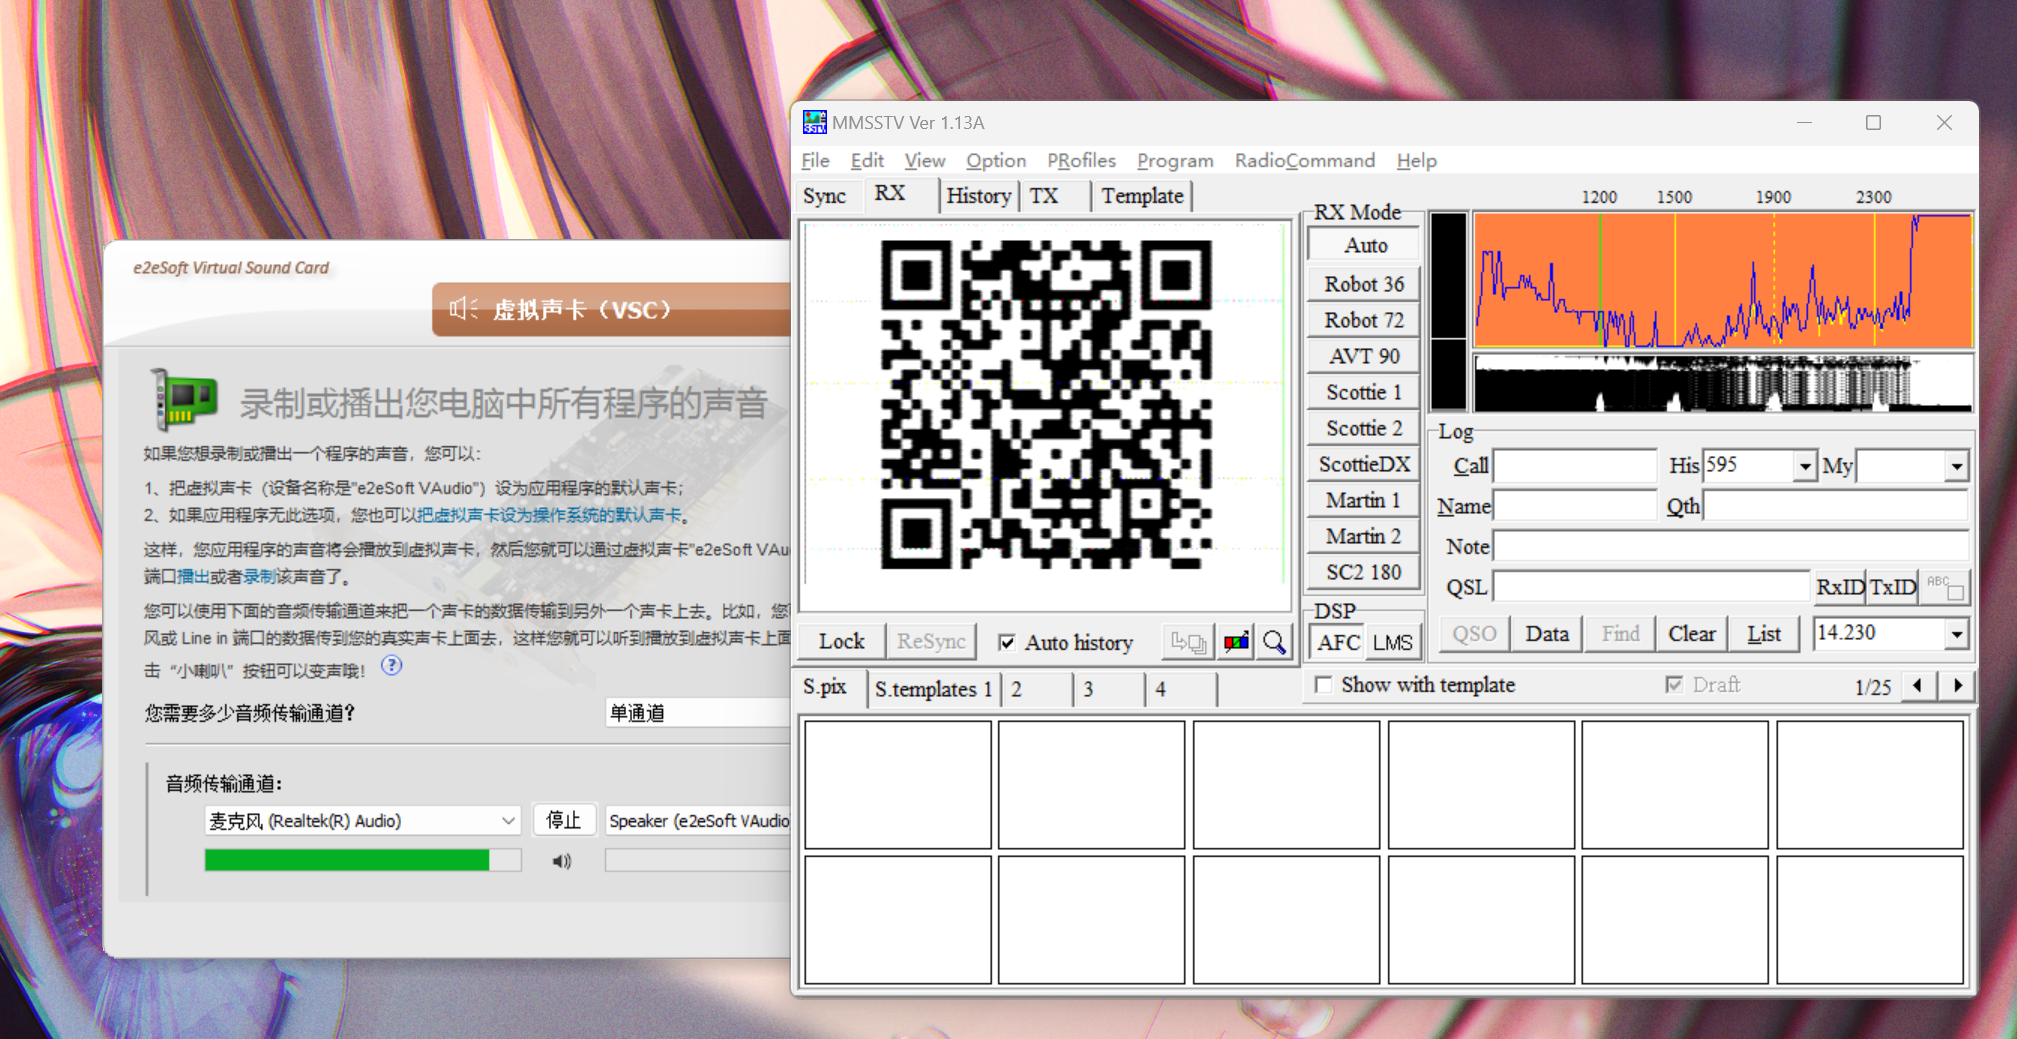 e2eSoft Virtual Sound Card
虚拟声卡（VSC）
录制或播出您电脑中所有程序的声音
如果您想录制或播出一个程序的声音，您可以：
1、把虚拟声卡（设备名称是"e2eSoft VAudio"）设为应用程序的默认声卡；
2、如果应用程序无此选项，您也可以把虚拟声卡设为操作系统的默认声卡。
这样，您应用程序的声音将会播放到虚拟声卡，然后您就可以通过虚拟声卡"e2eSoft VAu
端口播出或者录制该声音了。
您可以使用下面的音频传输通道来把一个声卡的数据传输到另外一个声卡上去。比如，您
风或 Line in 端口的数据传到您的真实声卡上面去，这样您就可以听到播放到虚拟声卡上面
击“小喇叭”按钮可以变声哦！ ?
您需要多少音频传输通道？ 单通道
音频传输通道：
麦克风 (Realtek(R) Audio) 停止 Speaker (e2eSoft VAudio
MMSSTV Ver 1.13A
File Edit View Option PRofiles Program RadioCommand Help
Sync RX History TX Template
1200 1500 1900 2300
RX Mode
Auto
Robot 36
Robot 72
AVT 90
Scottie 1
Scottie 2
ScottieDX
Martin 1
Martin 2
SC2 180
DSP
AFC LMS
Log
Call His 595 My
Name Qth
Note
QSL RxID TxID ABC
QSO Data Find Clear List 14.230
Lock ReSync Auto history
S.pix S.templates 1 2 3 4
Show with template Draft 1/25